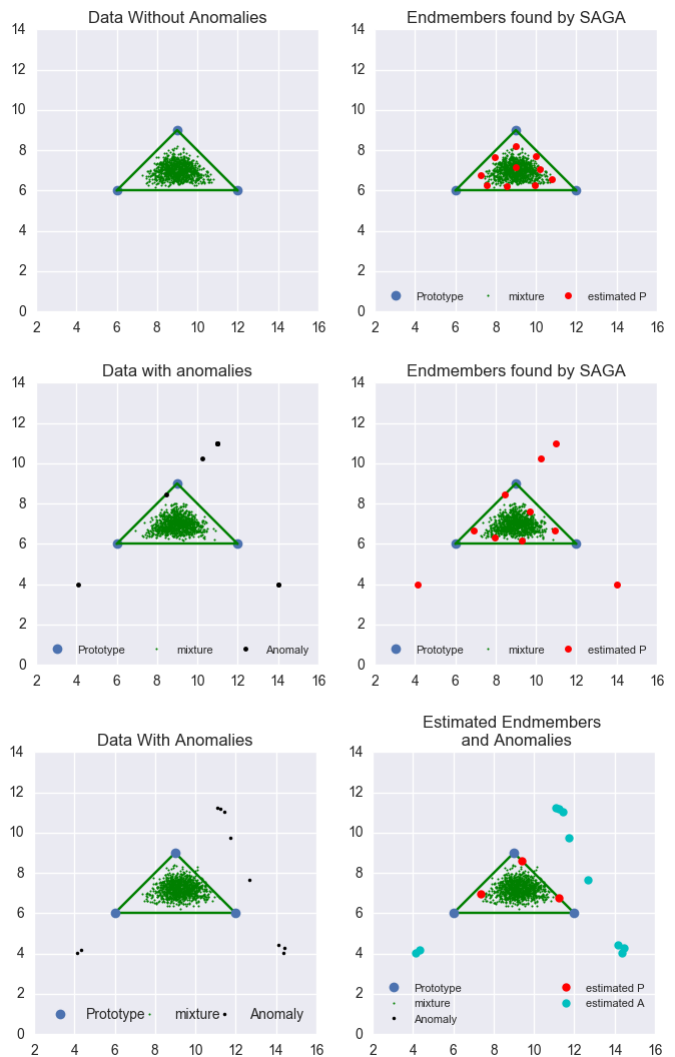 Data Without Anomalies
14
12
10
8
6
4
2
0
2 4 6 8 10 12 14 16
Endmembers found by SAGA
14
12
10
8
6
4
2
0
Prototype mixture estimated P
2 4 6 8 10 12 14 16
Data with anomalies
14
12
10
8
6
4
2
0
Prototype mixture Anomaly
2 4 6 8 10 12 14 16
Endmembers found by SAGA
14
12
10
8
6
4
2
0
Prototype mixture estimated P
2 4 6 8 10 12 14 16
Data With Anomalies
14
12
10
8
6
4
2
0
Prototype mixture Anomaly
2 4 6 8 10 12 14 16
Estimated Endmembers
and Anomalies
14
12
10
8
6
4
2
0
Prototype estimated P
mixture estimated A
Anomaly
2 4 6 8 10 12 14 16